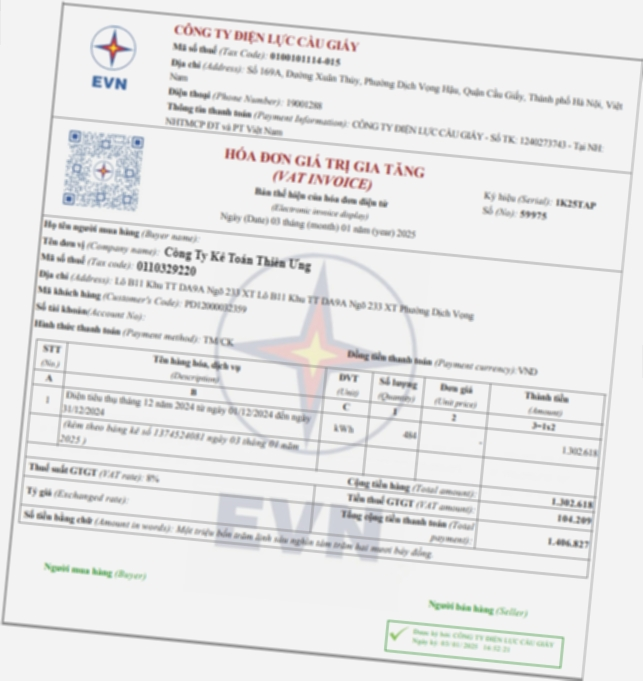 CÔNG TY ĐIỆN LỰC CẦU GIẤY
Mã số thuế (Tax Code): 0100101114-015
Địa chỉ (Address): Số 169A, Đường Xuân Thủy, Phường Dịch Vọng Hậu, Quận Cầu Giấy, Thành phố Hà Nội, Việt
Nam
Điện thoại (Phone Number): 19001288
Thông tin thanh toán (Payment Information): CÔNG TY ĐIỆN LỰC CẦU GIẤY - Số TK: 1240273743 - Tại NH:
NHTMCP ĐT và PT Việt Nam
EVN
HÓA ĐƠN GIÁ TRỊ GIA TĂNG
(VAT INVOICE)
Bản thể hiện của hóa đơn điện tử
(Electronic invoice display)
Ngày (Date) 03 tháng (month) 01 năm (year) 2025
Ký hiệu (Serial): 1K25TAP
Số (No): 59975
Họ tên người mua hàng (Buyer name):
Tên đơn vị (Company name): Công Ty Kế Toán Thiên Ưng
Mã số thuế (Tax code): 0110329220
Địa chỉ (Address): Lô B11 Khu TT DA9A Ngõ 233 XT Lô B11 Khu TT DA9A Ngõ 233 XT Phường Dịch Vọng
Mã khách hàng (Customer's Code): PD12000032359
Số tài khoản(Account No):
Hình thức thanh toán (Payment method): TM/CK
Đồng tiền thanh toán (Payment currency): VND
STT (No.) Tên hàng hóa, dịch vụ (Description) ĐVT (Unit) Số lượng (Quantity) Đơn giá (Unit price) Thành tiền (Amount)
A B C 1 2 3=1x2
1 Điện tiêu thụ tháng 12 năm 2024 từ ngày 01/12/2024 đến ngày
31/12/2024 kWh 484 - 1.302.618
(kèm theo bảng kê số 1374524081 ngày 03 tháng 01 năm
2025 )
Cộng tiền hàng (Total amount): 1.302.618
Thuế suất GTGT (VAT rate): 8% Tiền thuế GTGT (VAT amount): 104.209
Tỷ giá (Exchanged rate): Tổng cộng tiền thanh toán (Total
payment): 1.406.827
Số tiền bằng chữ (Amount in words): Một triệu bốn trăm linh sáu nghìn tám trăm hai mươi bảy đồng.
EVN
Người mua hàng (Buyer)
Người bán hàng (Seller)
Được ký bởi: CÔNG TY ĐIỆN LỰC CẦU GIẤY
Ngày ký: 03/01/2025